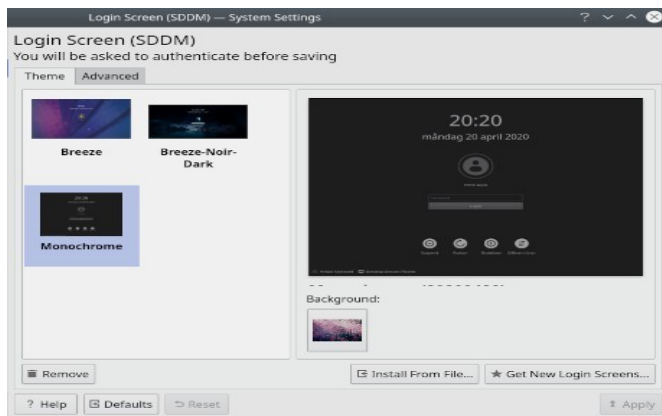 Login Screen (SDDM) — System Settings
Login Screen (SDDM)
You will be asked to authenticate before saving
Theme
Advanced
Breeze
Breeze-Noir-Dark
Monochrome
20:20
måndag 20 april 2020
Background:
Remove
Install From File...
Get New Login Screens...
? Help
Defaults
Reset
Apply